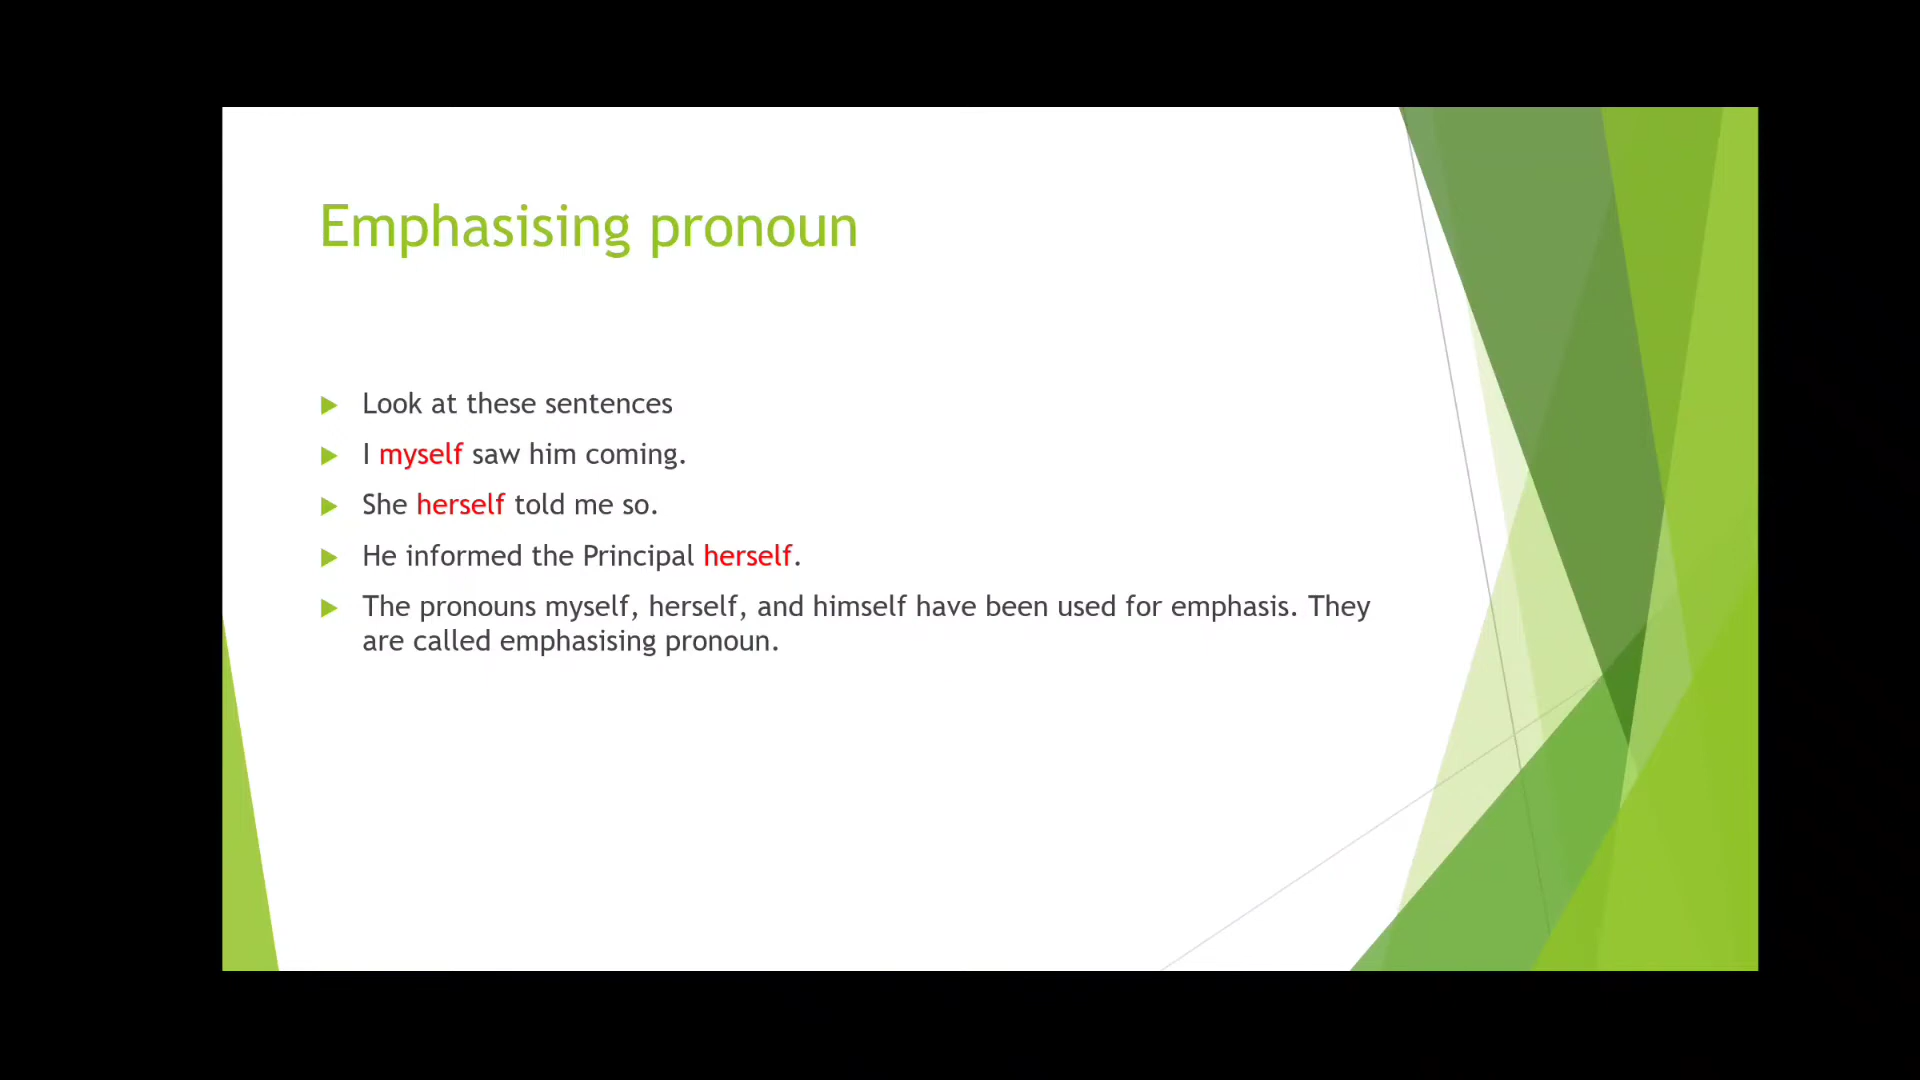 Emphasising pronoun
Look at these sentences
I myself saw him coming.
She herself told me so.
He informed the Principal herself.
The pronouns myself, herself, and himself have been used for emphasis. They
are called emphasising pronoun.